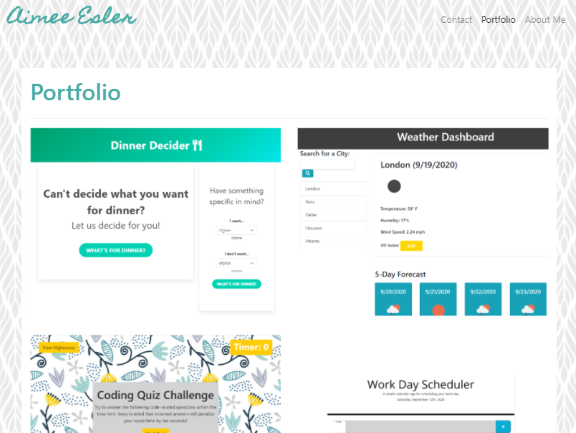 Aimee Esler
Contact Portfolio About Me
Portfolio
Dinner Decider
Can't decide what you want
for dinner?
Let us decide for you!
WHAT'S FOR DINNER?
Have something
specific in mind?
I want...
I don't want...
WHAT'S FOR DINNER?
Weather Dashboard
Search for a City:
London
Paris
Dallas
Houston
Atlanta
London (9/19/2020)
Temperature: 59° F
Humidity: 77%
Wind Speed: 2.24 mph
UV Index:
5-Day Forecast
9/20/2020
9/21/2020
9/22/2020
9/23/2020
View Highscores
Timer: 0
Coding Quiz Challenge
Try to answer the following code-related questions within the
time limit. Keep in mind that incorrect answers will penalize
your score/time by ten seconds!
Work Day Scheduler
A simple calendar app for scheduling your work day
Saturday, September 12th, 2020